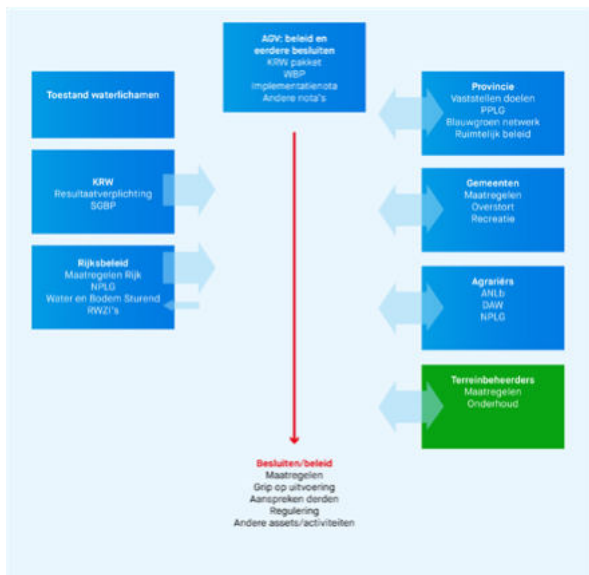 AGV: beleid en
eerdere besluiten
KRW pakket
WBP
Implementatienota
Andere nota's
Toestand waterlichamen
KRW
Resultaatverplichting
SGBP
Rijksbeleid
Maatregelen Rijk
NPLG
Water en Bodem Sturend
RWZI's
Provincie
Vaststellen doelen
PPLG
Blauwgroen netwerk
Ruimtelijk beleid
Gemeenten
Maatregelen
Overstort
Recreatie
Agrariërs
ANLb
DAW
NPLG
Terreinbeheerders
Maatregelen
Onderhoud
Besluiten/beleid
Maatregelen
Grip op uitvoering
Aanspreken derden
Regulering
Andere assets/activiteiten